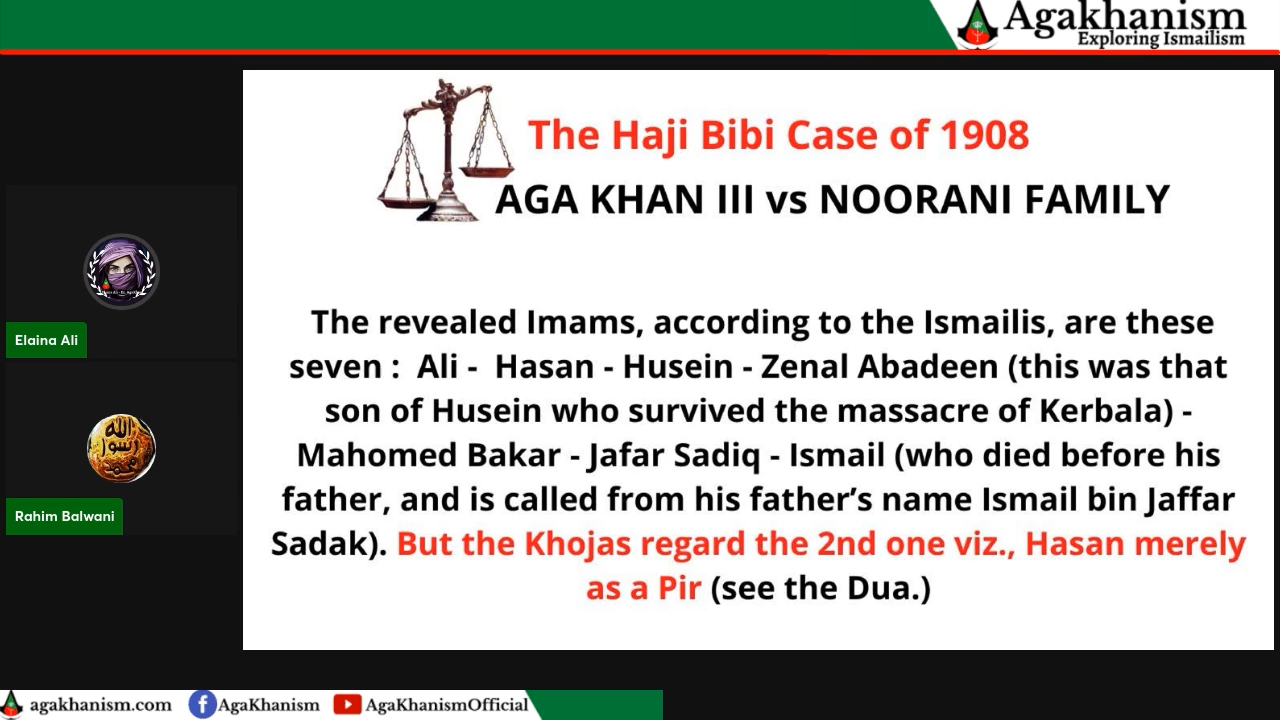 Agakhanism
Exploring Ismailism
The Haji Bibi Case of 1908
AGA KHAN III vs NOORANI FAMILY
The revealed Imams, according to the Ismailis, are these
seven : Ali - Hasan - Husein - Zenal Abadeen (this was that
son of Husein who survived the massacre of Kerbala) -
Mahomed Bakar - Jafar Sadiq - Ismail (who died before his
father, and is called from his father’s name Ismail bin Jaffar
Sadak). But the Khojas regard the 2nd one viz., Hasan merely
as a Pir (see the Dua.)
Elaina Ali
الله
رسول
محمد
Rahim Balwani
agakhanism.com AgaKhanism AgaKhanismOfficial